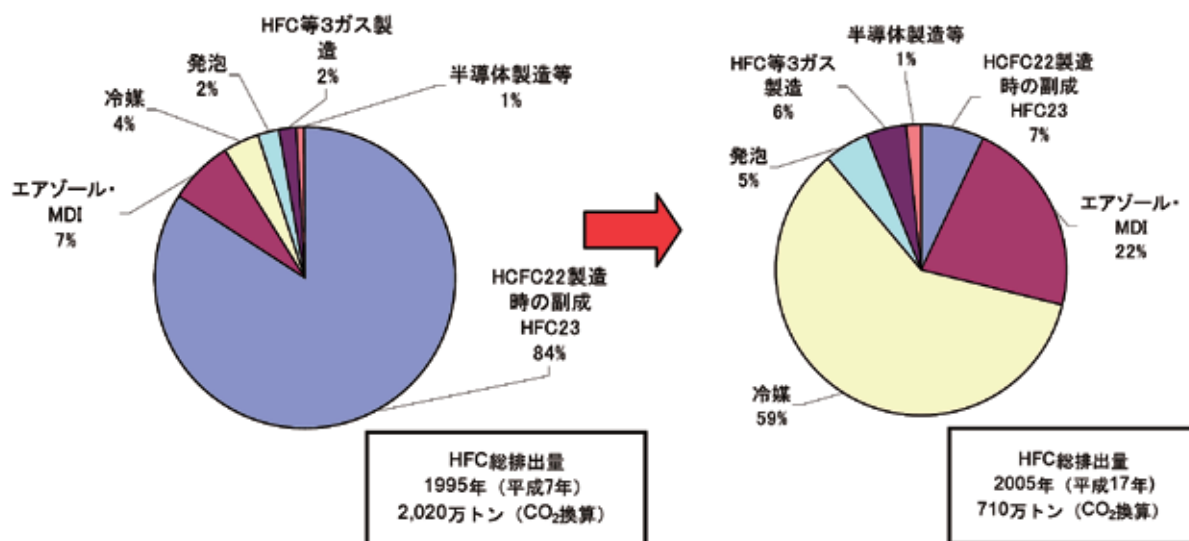 HFC等3ガス製
造
2%
発泡
2%
半導体製造等
1%
冷媒
4%
エアゾール・
MDI
7%
HCFC22製造
時の副成
HFC23
84%
HFC総排出量
1995年（平成7年）
2,020万トン（CO₂換算）
半導体製造等
1%
HCFC22製造
時の副成
HFC23
7%
HFC等3ガス
製造
6%
発泡
5%
エアゾール・
MDI
22%
冷媒
59%
HFC総排出量
2005年（平成17年）
710万トン（CO₂換算）